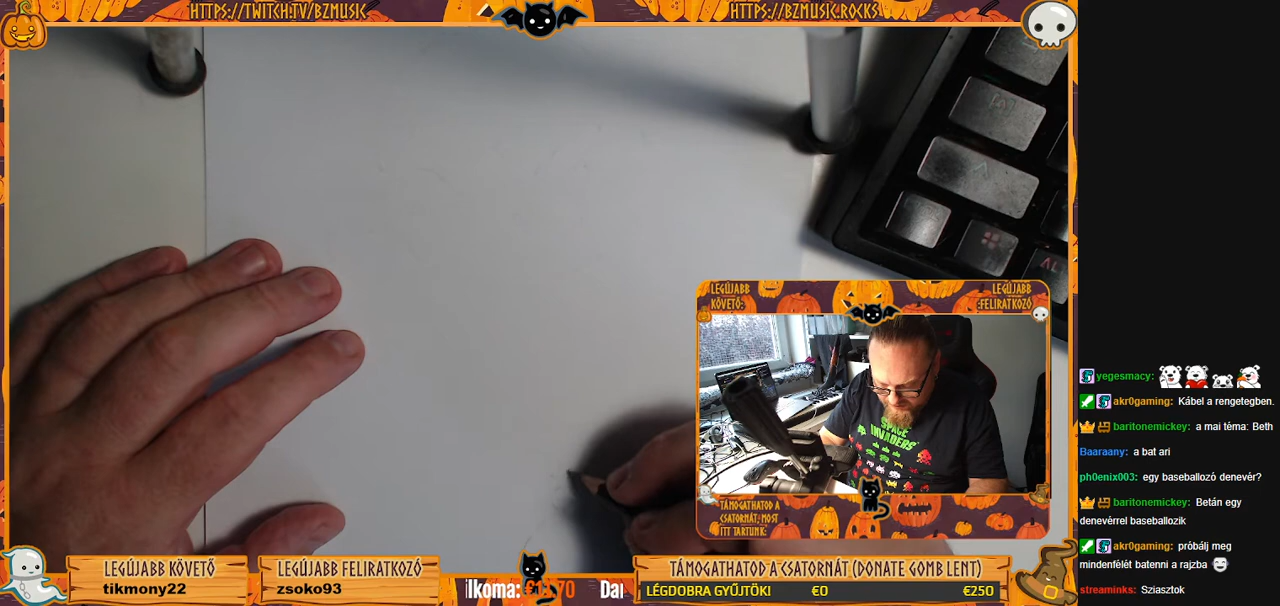 HTTPS://TWITCH.TV/BZMUSIC
HTTPS://BZMUSIC.ROCKS
LEGÚJABB
KÖVETŐ:
LEGÚJABB
:FELIRATKOZÓ
SPACE
INVADERS
TÁMOGATHATOD A
CSATORNÁT, MOST
ITT TARTUNK:
LEGÚJABB KÖVETŐ
tikmony22
LEGÚJABB FELIRATKOZÓ
zsoko93
TÁMOGATHATOD A CSATORNÁT (DONATE GOMB LENT)
LÉGDOBRA GYŰJTÖK! €0 €250
yegesmacy:
akr0gaming: Kábel a rengetegben.
baritonemickey: a mai téma: Beth
Baaraany: a bat ari
ph0enix003: egy baseballozó denevér?
baritonemickey: Betán egy
denevérrel baseballozik
akr0gaming: próbálj meg
mindenfélét batenni a rajzba
streaminks: Sziasztok